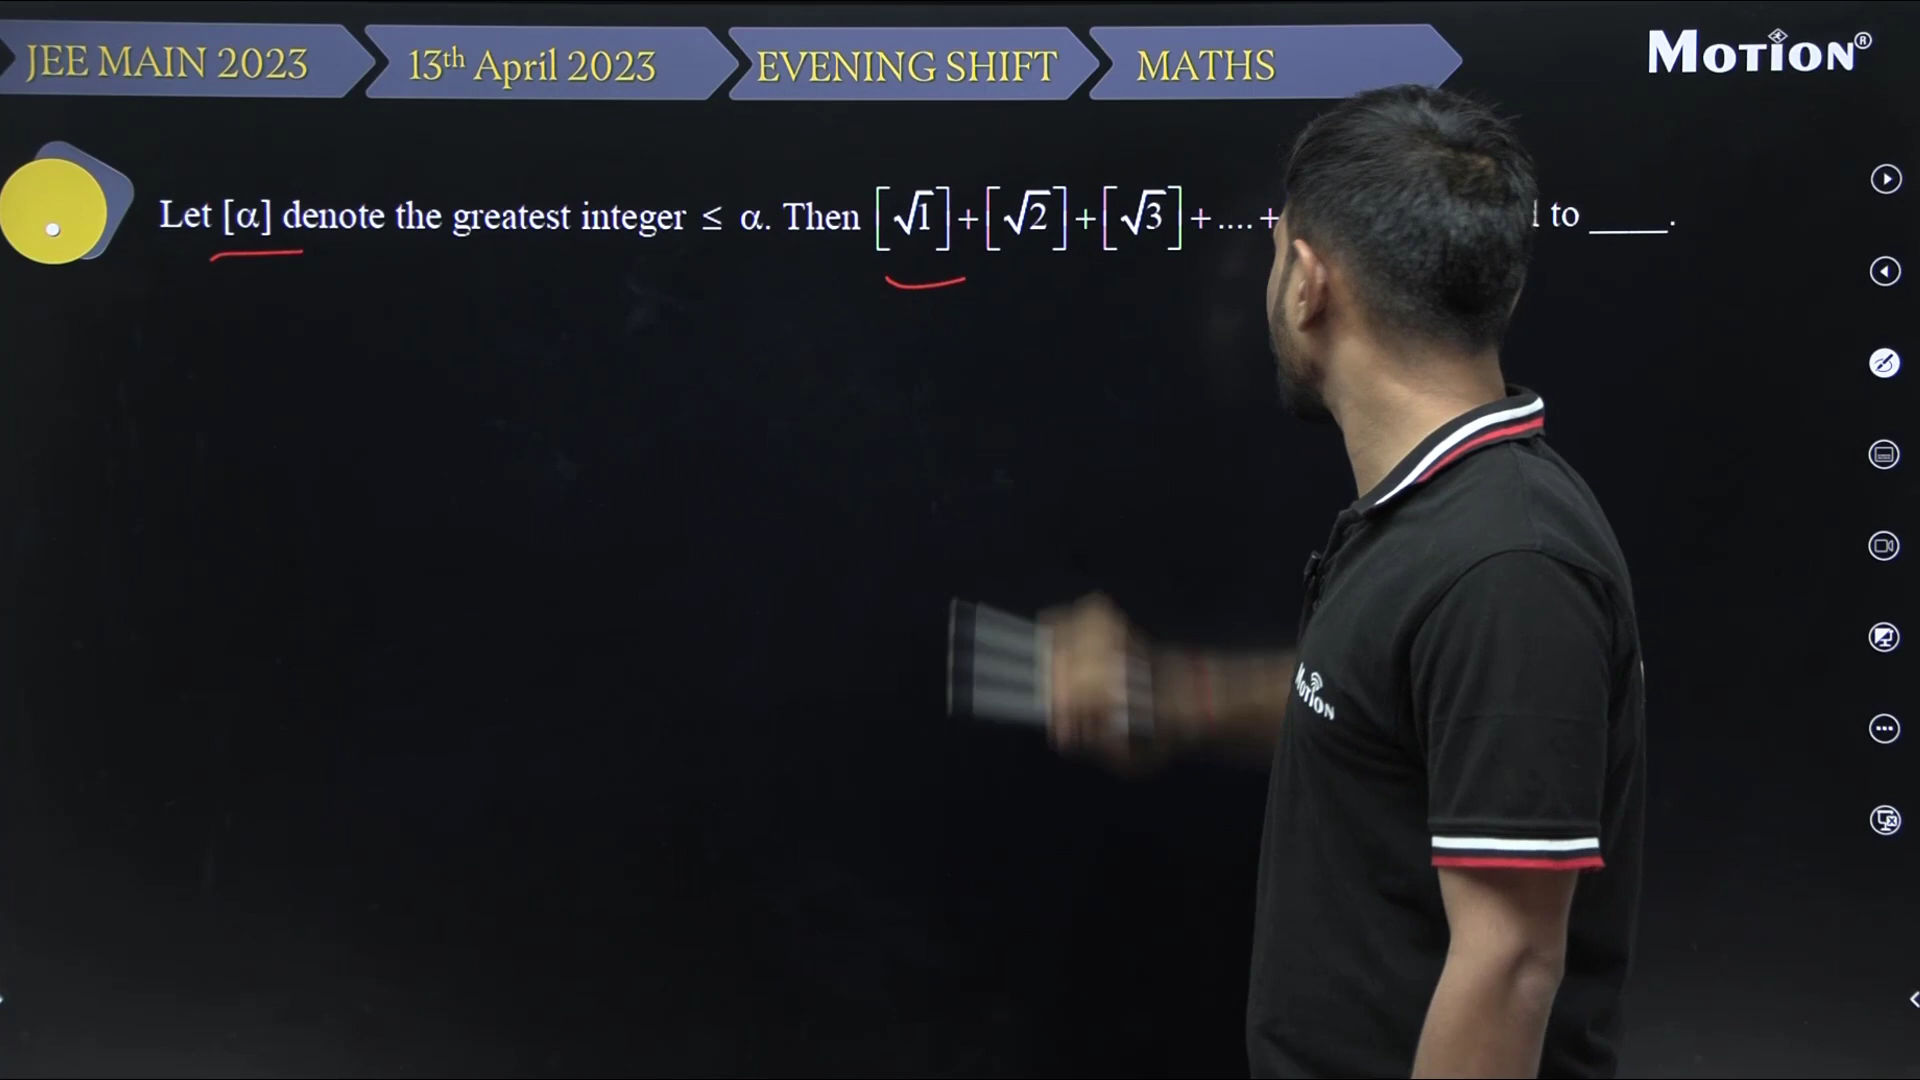 JEE MAIN 2023 13th April 2023 EVENING SHIFT MATHS MOTION®
Let [α] denote the greatest integer ≤ α. Then [√1]+[√2]+[√3]+....+ to ____.
MOTION